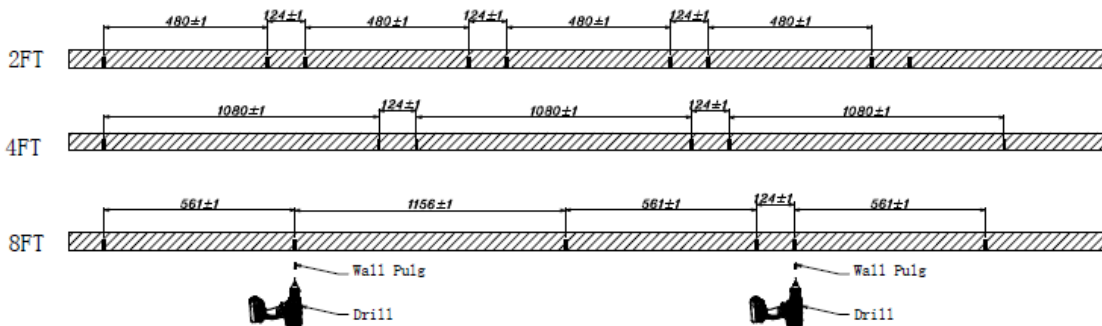 480±1 124±1 480±1 124±1 480±1 124±1 480±1
2FT
1080±1 124±1 1080±1 124±1 1080±1
4FT
561±1 1156±1 561±1 124±1 561±1
8FT
Wall Pulg Wall Pulg
Drill Drill